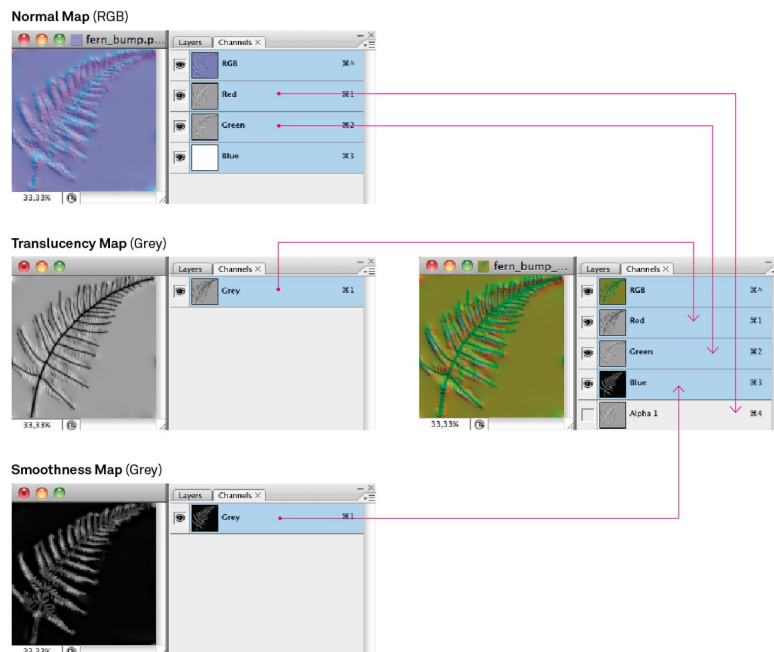 Normal Map (RGB)
fern_bump.p...
Layers Channels ×
RGB ⌘^
Red ⌘1
Green ⌘2
Blue ⌘3
33,33%
Translucency Map (Grey)
Layers Channels ×
Grey ⌘1
33,33%
fern_bump_...
Layers Channels ×
RGB ⌘^
Red ⌘1
Green ⌘2
Blue ⌘3
Alpha 1 ⌘4
33,33%
Smoothness Map (Grey)
Layers Channels ×
Grey ⌘1
33,33%